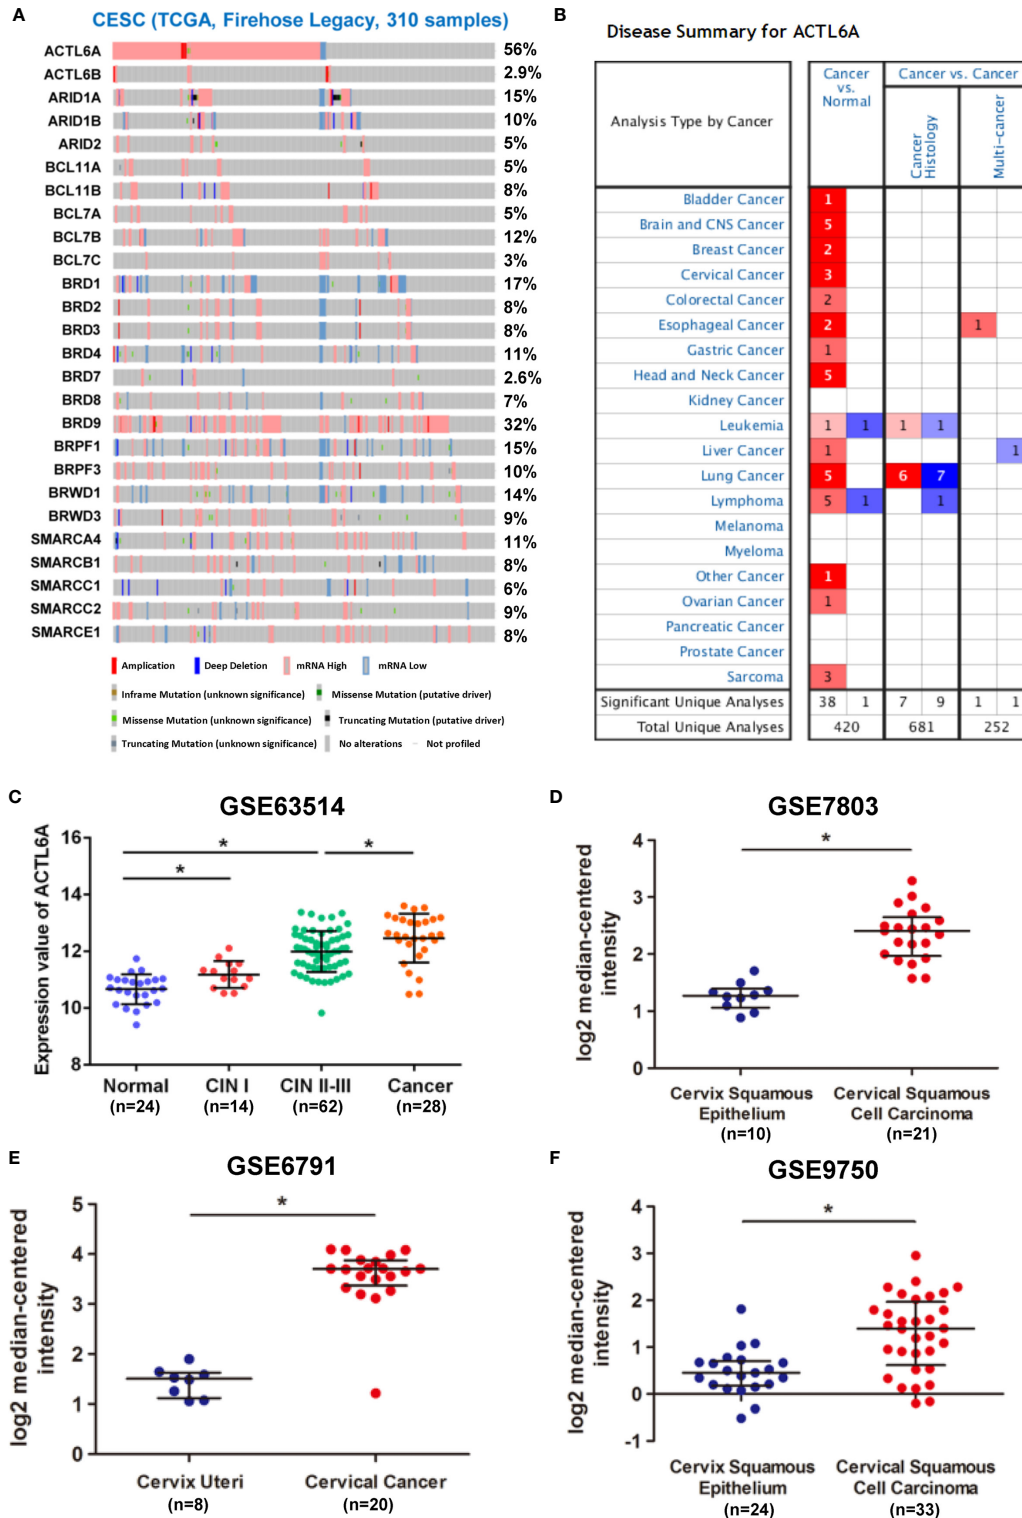 A
CESC (TCGA, Firehose Legacy, 310 samples)
ACTL6A 56%
ACTL6B 2.9%
ARID1A 15%
ARID1B 10%
ARID2 5%
BCL11A 5%
BCL11B 8%
BCL7A 5%
BCL7B 12%
BCL7C 3%
BRD1 17%
BRD2 8%
BRD3 8%
BRD4 11%
BRD7 2.6%
BRD8 7%
BRD9 32%
BRPF1 15%
BRPF3 10%
BRWD1 14%
BRWD3 9%
SMARCA4 11%
SMARCB1 8%
SMARCC1 6%
SMARCC2 9%
SMARCE1 8%
Amplication Deep Deletion mRNA High mRNA Low
Inframe Mutation (unknown significance) Missense Mutation (putative driver)
Missense Mutation (unknown significance) Truncating Mutation (putative driver)
Truncating Mutation (unknown significance) No alterations - Not profiled
B
Disease Summary for ACTL6A
Analysis Type by Cancer
Cancer vs. Normal
Cancer vs. Cancer
Cancer Histology
Multi-cancer
Bladder Cancer 1
Brain and CNS Cancer 5
Breast Cancer 2
Cervical Cancer 3
Colorectal Cancer 2
Esophageal Cancer 2 1
Gastric Cancer 1
Head and Neck Cancer 5
Kidney Cancer
Leukemia 1 1 1 1
Liver Cancer 1 1
Lung Cancer 5 6 7
Lymphoma 5 1 1
Melanoma
Myeloma
Other Cancer 1
Ovarian Cancer 1
Pancreatic Cancer
Prostate Cancer
Sarcoma 3
Significant Unique Analyses 38 1 7 9 1 1
Total Unique Analyses 420 681 252
C
GSE63514
Expression value of ACTL6A
16
14
12
10
8
* * *
Normal CIN I CIN II-III Cancer
(n=24) (n=14) (n=62) (n=28)
D
GSE7803
log2 median-centered
intensity
4
3
2
1
0
*
Cervix Squamous Epithelium
(n=10)
Cervical Squamous Cell Carcinoma
(n=21)
E
GSE6791
log2 median-centered
intensity
5
4
3
2
1
0
*
Cervix Uteri Cervical Cancer
(n=8) (n=20)
F
GSE9750
log2 median-centered
intensity
4
3
2
1
0
-1
*
Cervix Squamous Epithelium
(n=24)
Cervical Squamous Cell Carcinoma
(n=33)